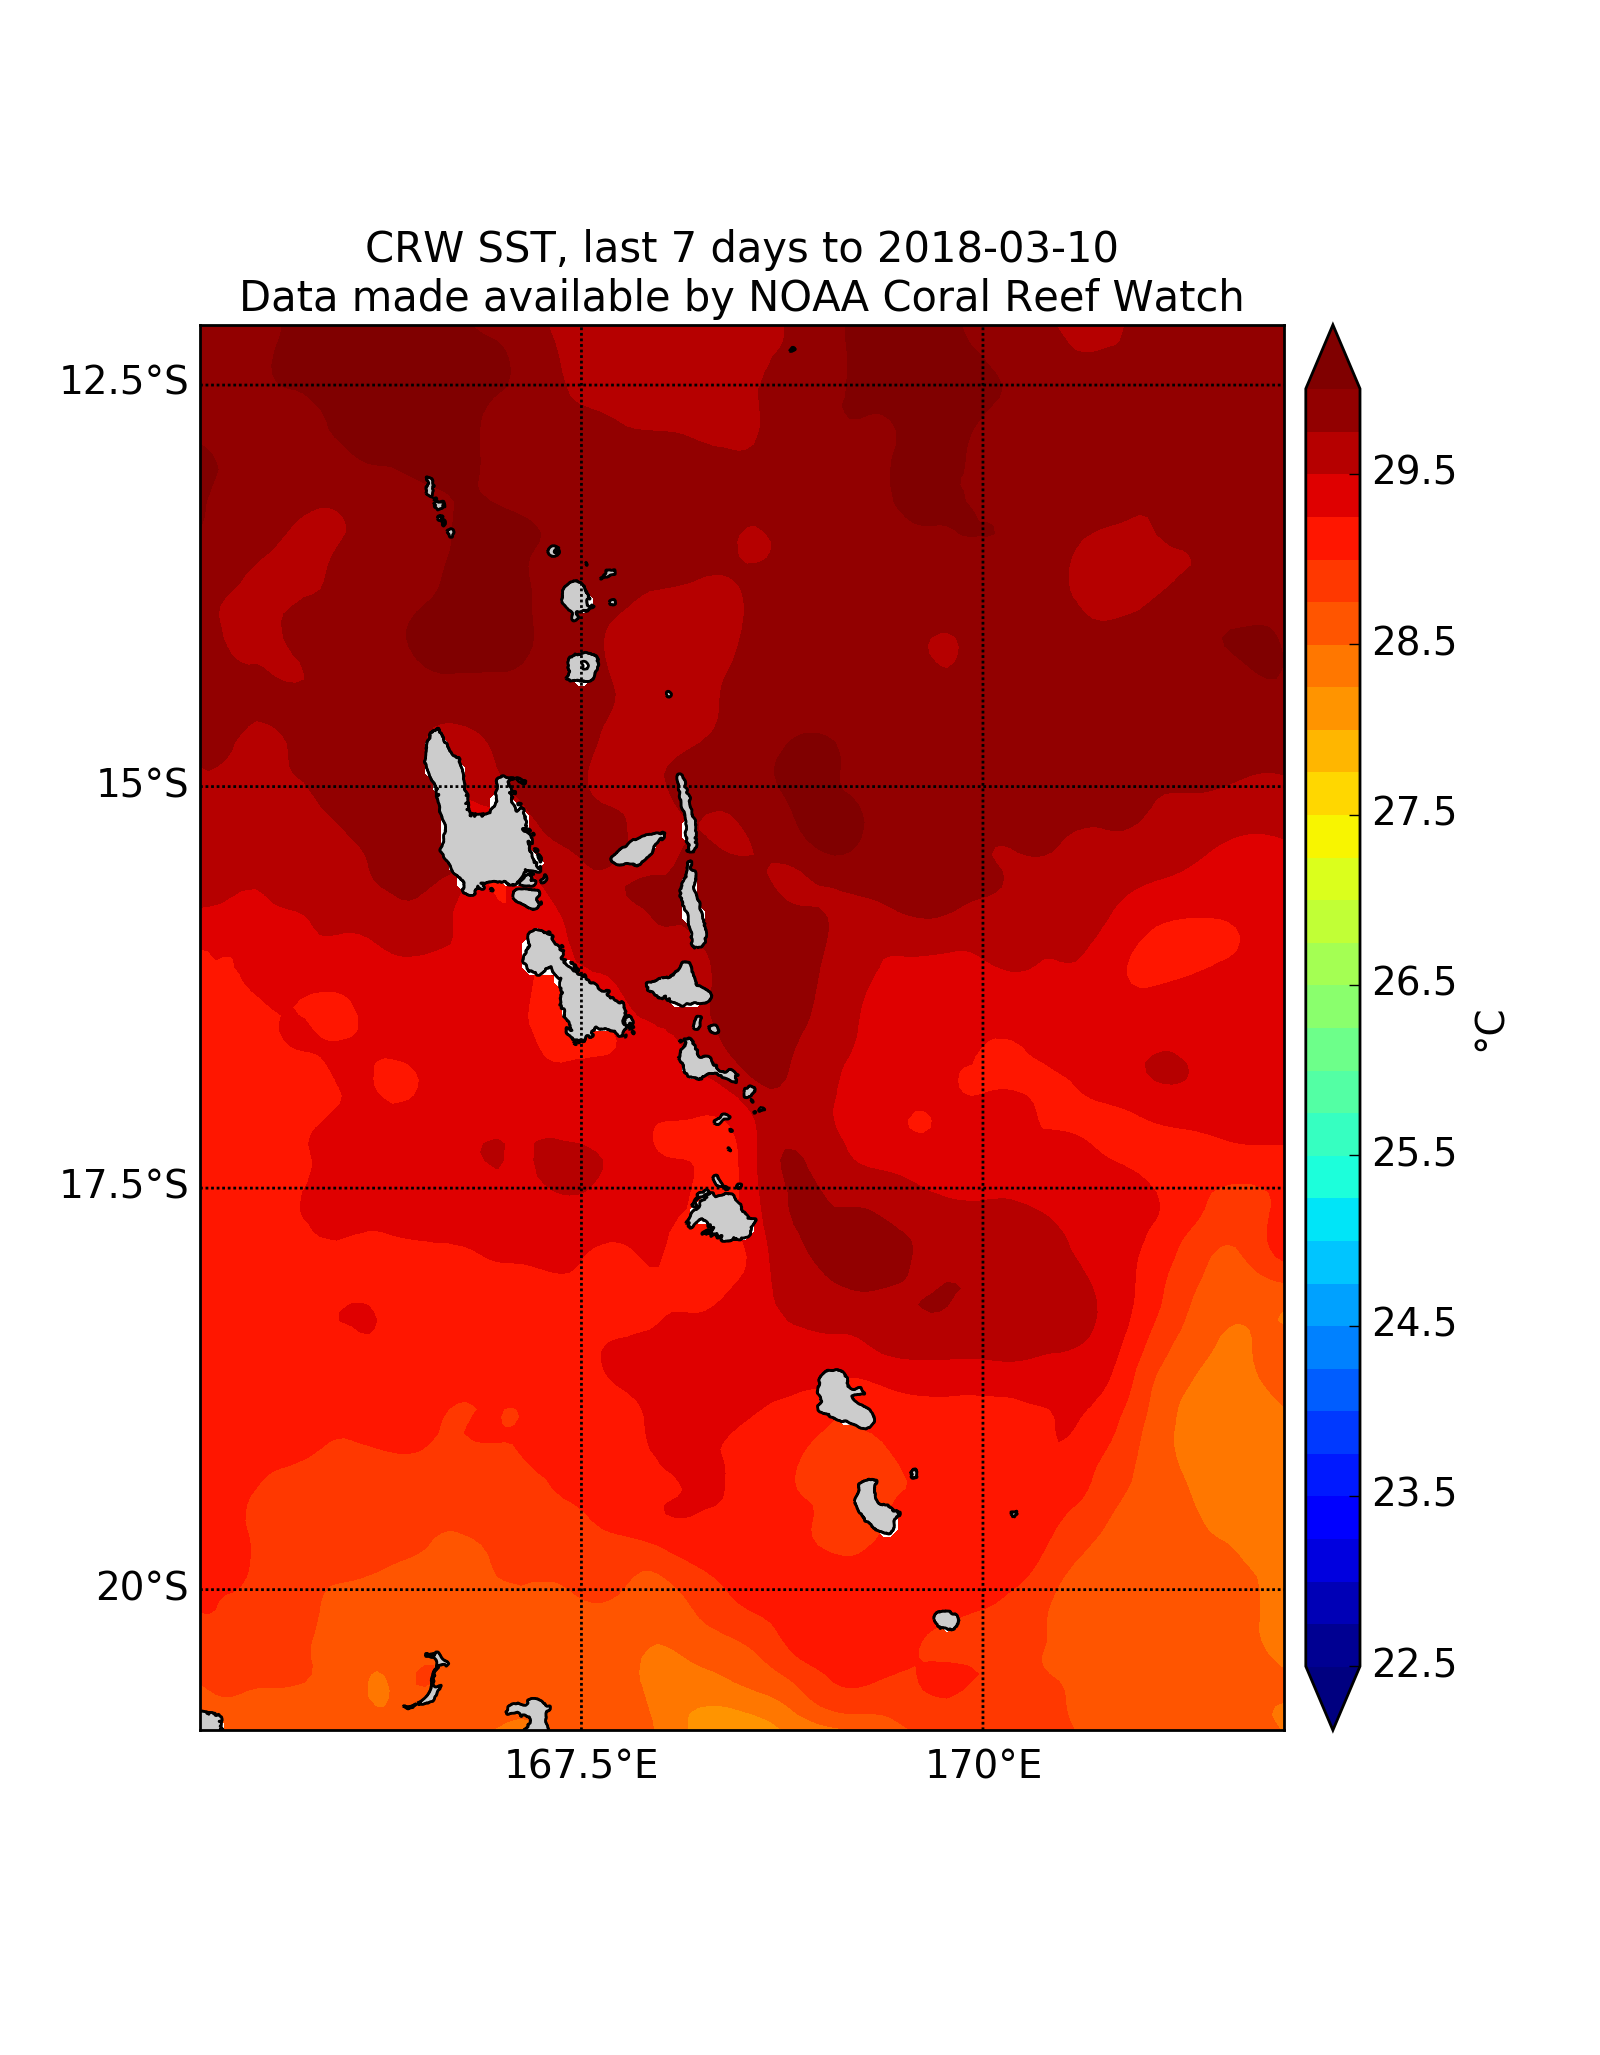 CRW SST, last 7 days to 2018-03-10
Data made available by NOAA Coral Reef Watch
12.5°S
15°S
17.5°S
20°S
167.5°E
170°E
29.5
28.5
27.5
26.5
25.5
24.5
23.5
22.5
°C